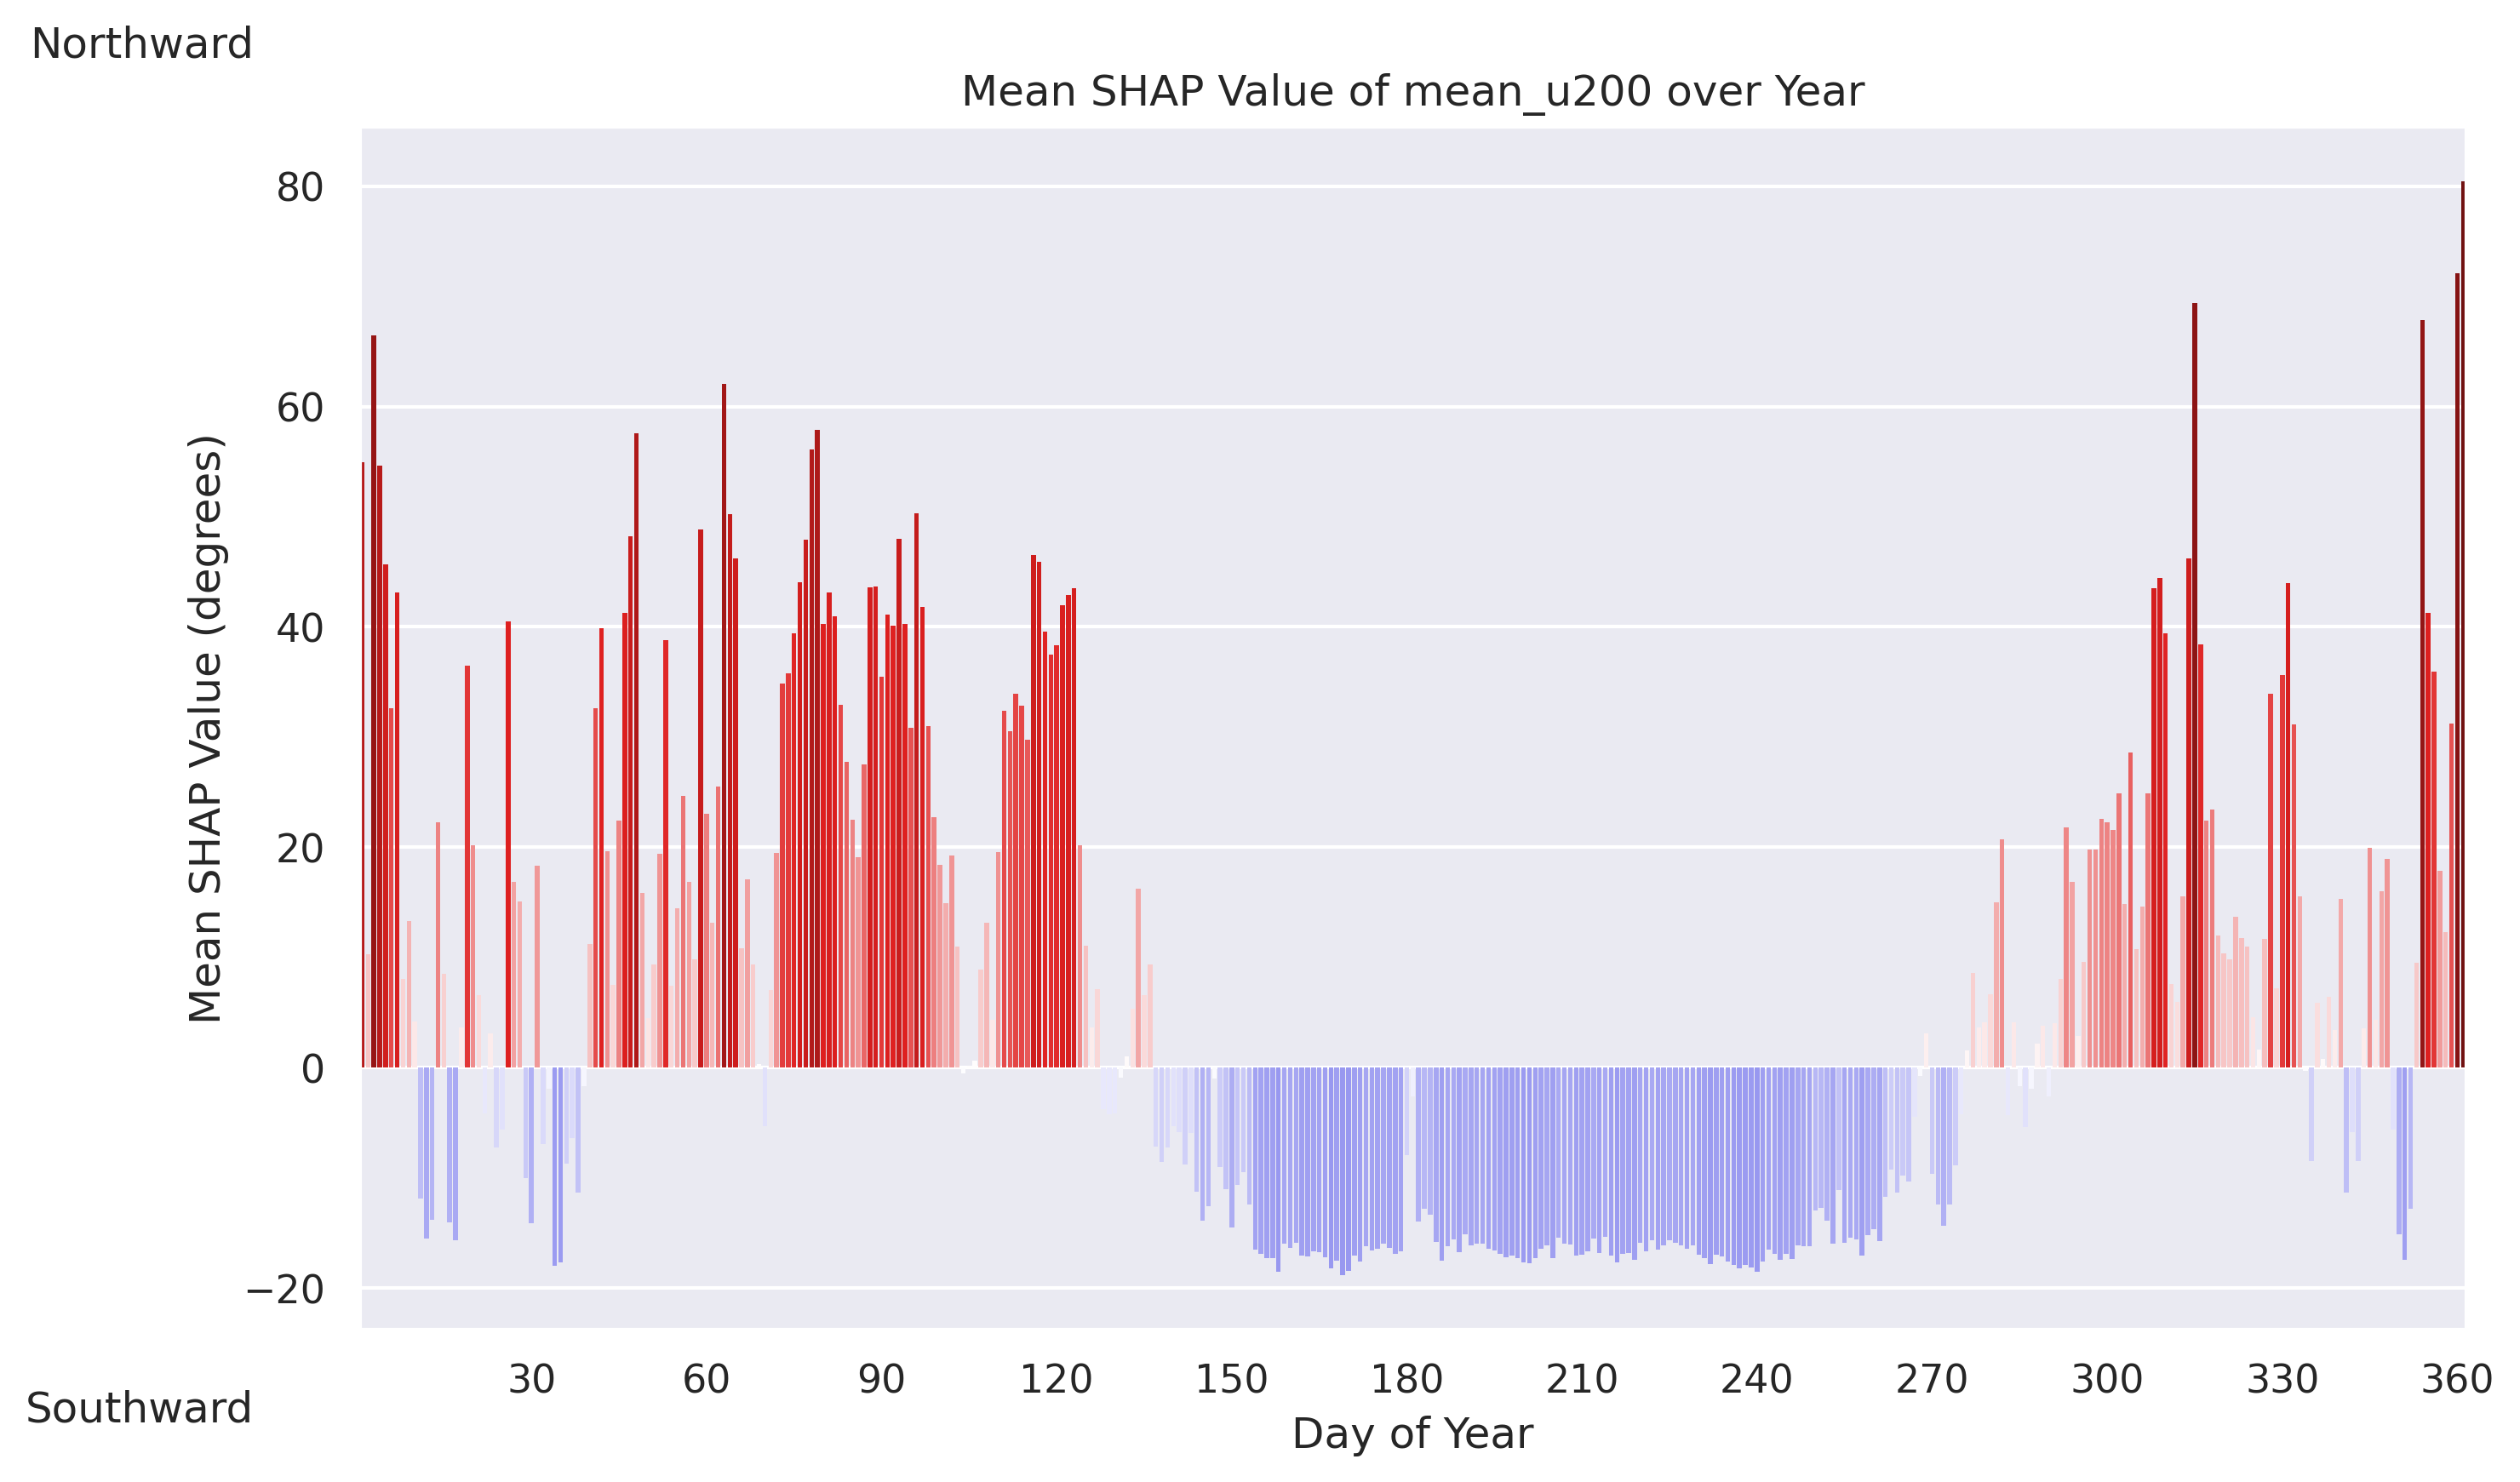 Northward
Mean SHAP Value of mean_u200 over Year
Mean SHAP Value (degrees)
80
60
40
20
0
−20
30 60 90 120 150 180 210 240 270 300 330 360
Southward
Day of Year